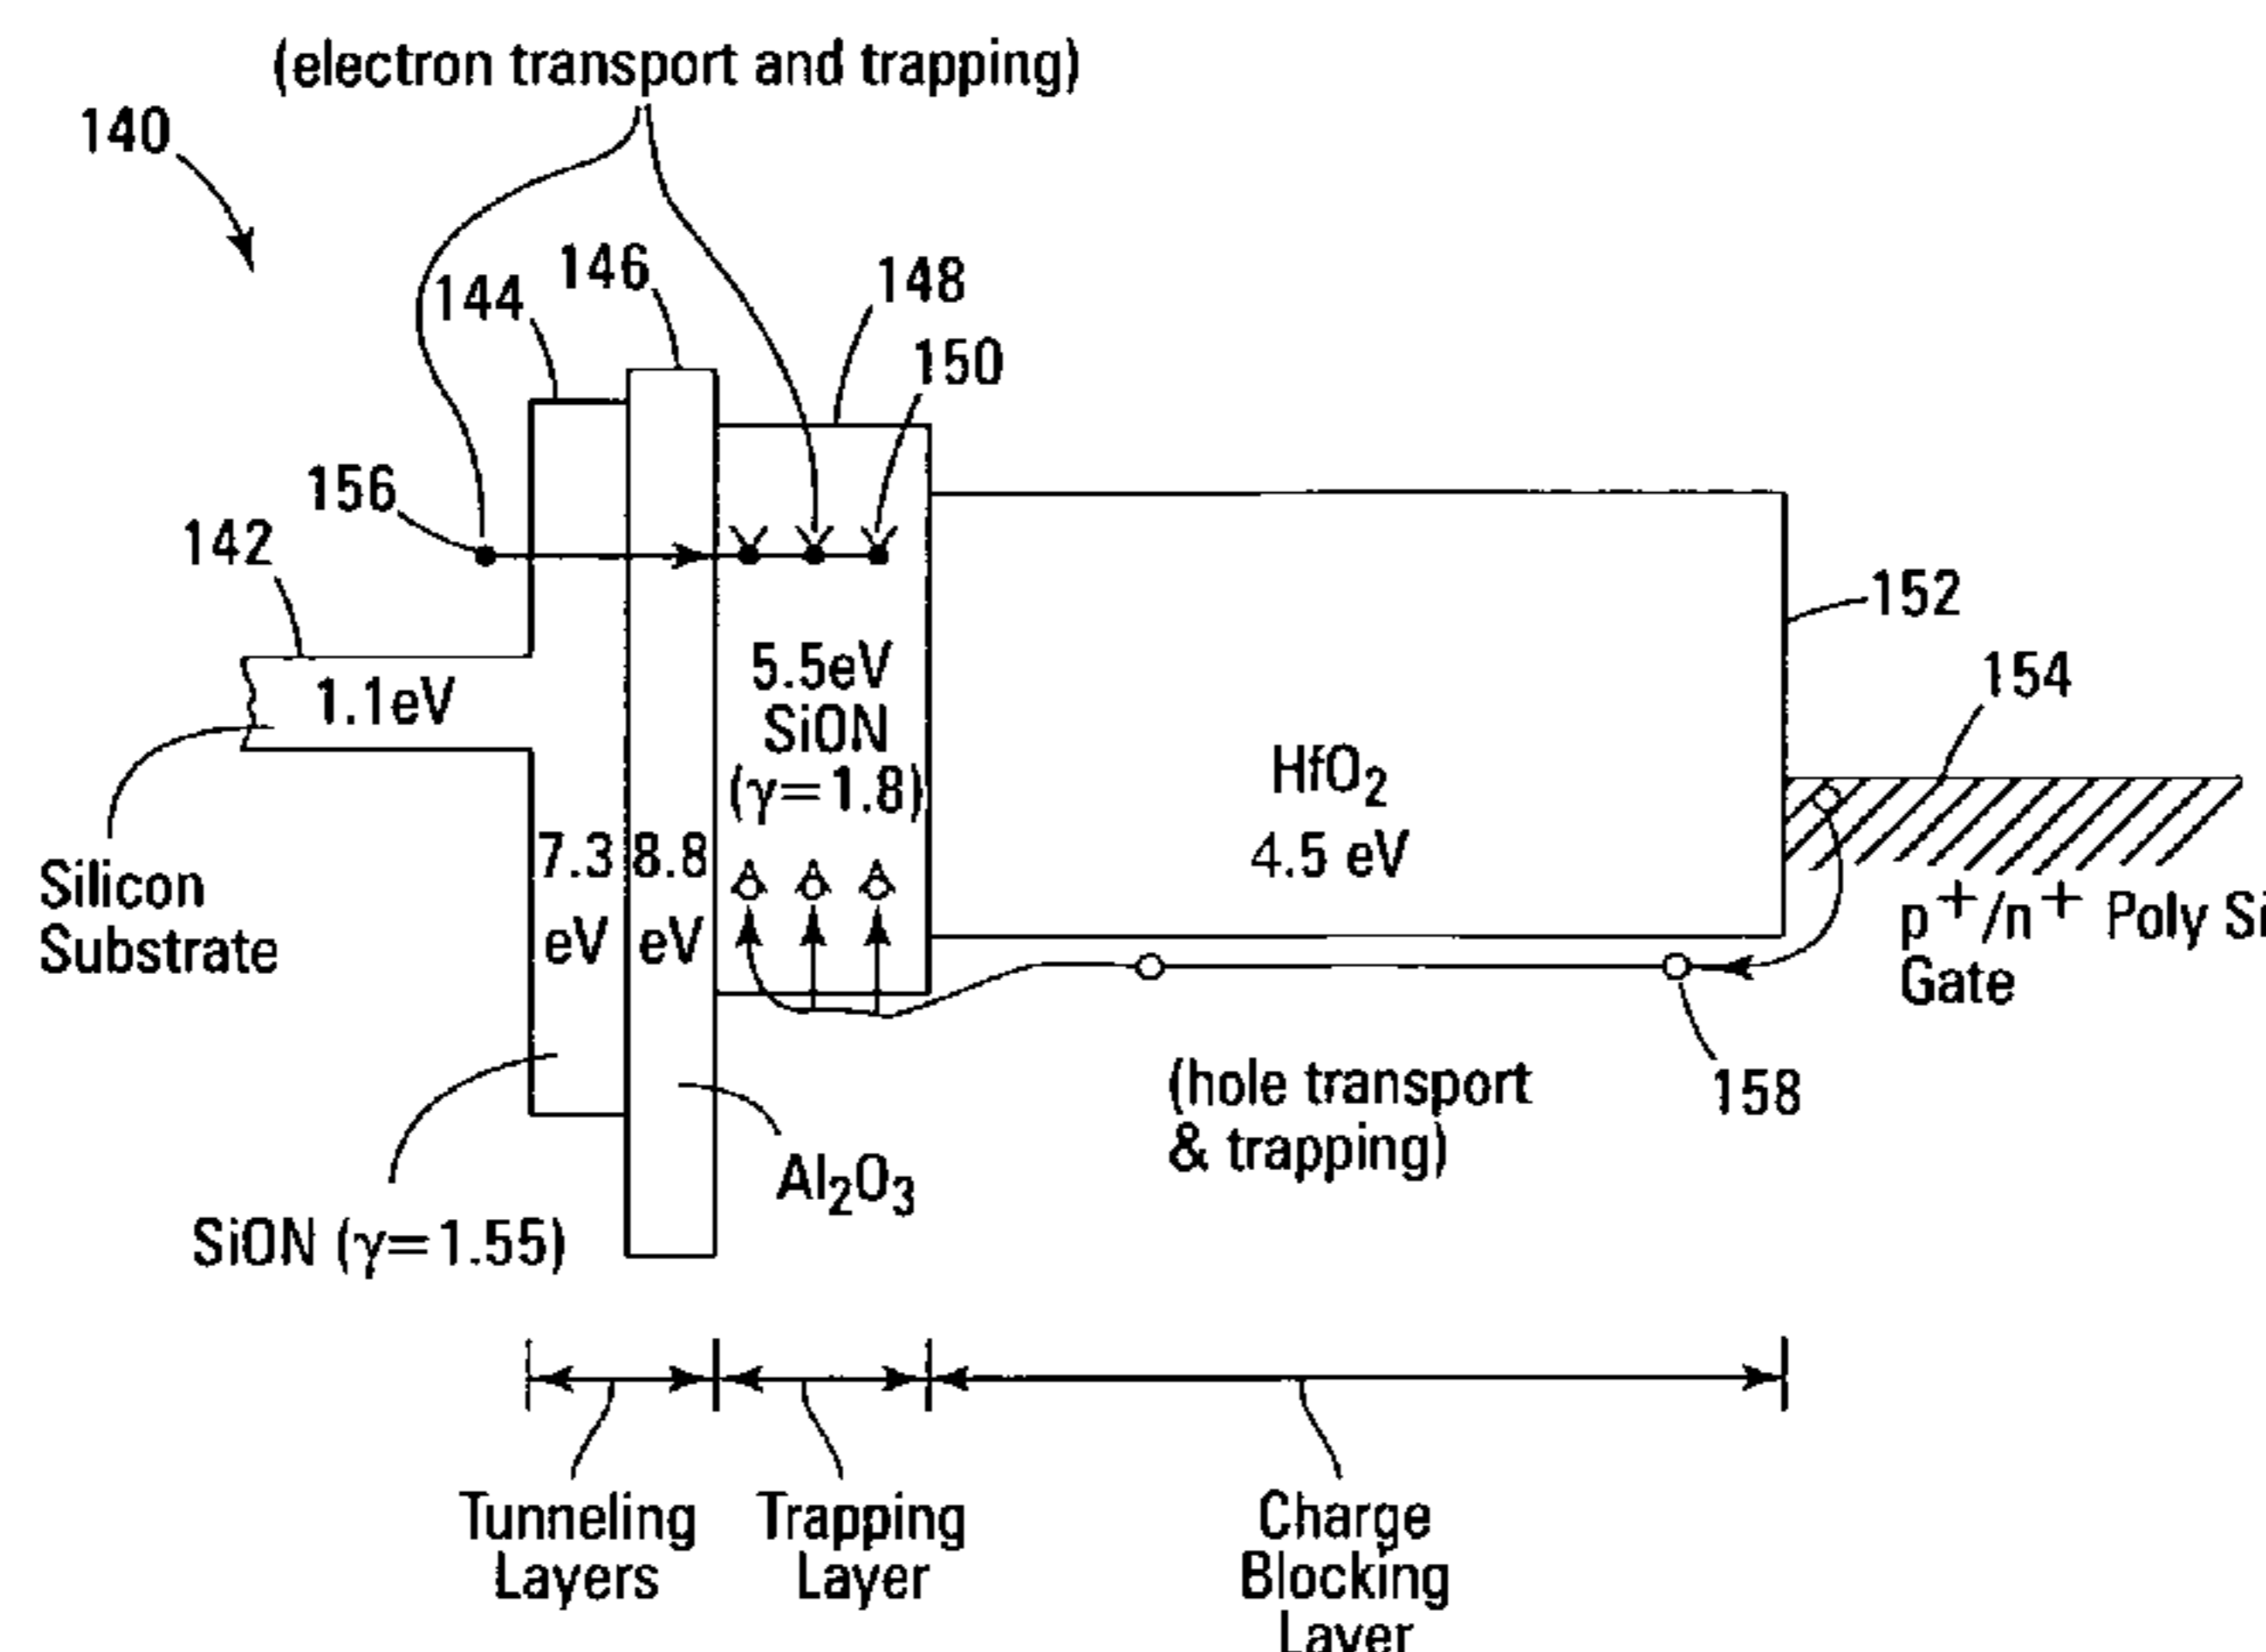 (electron transport and trapping)
140
144
146
148
150
156
142
152
154
1.1eV
5.5eV
SiON
(γ=1.8)
HfO2
4.5 eV
7.3
eV
8.8
eV
Silicon
Substrate
p+/n+ Poly Si
Gate
(hole transport
& trapping)
158
Al2O3
SiON (γ=1.55)
Tunneling
Layers
Trapping
Layer
Charge
Blocking
Layer